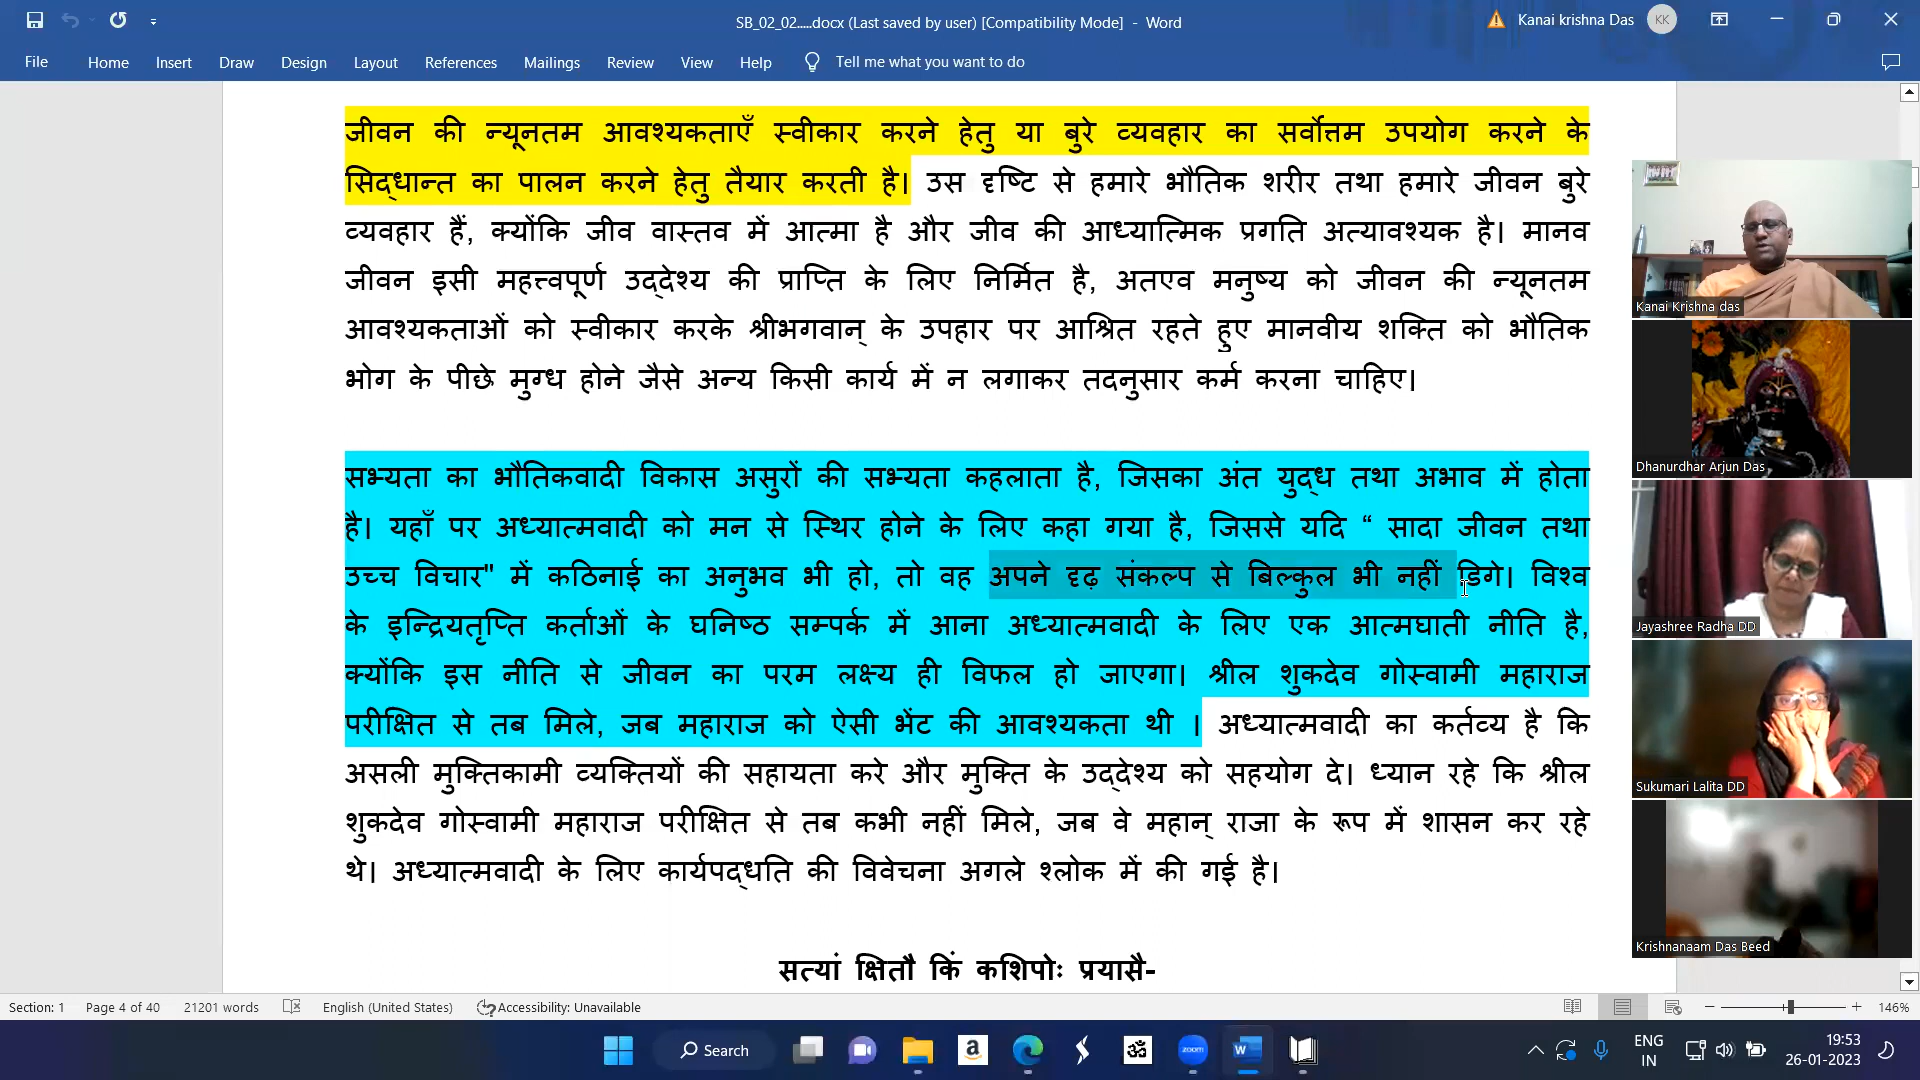 SB_02_02.....docx (Last saved by user) [Compatibility Mode] - Word
Kanai krishna Das
KK
File Home Insert Draw Design Layout References Mailings Review View Help Tell me what you want to do
जीवन की न्यूनतम आवश्यकताएँ स्वीकार करने हेतु या बुरे व्यवहार का सर्वोत्तम उपयोग करने के
सिद्धान्त का पालन करने हेतु तैयार करती है। उस दृष्टि से हमारे भौतिक शरीर तथा हमारे जीवन बुरे
व्यवहार हैं, क्योंकि जीव वास्तव में आत्मा है और जीव की आध्यात्मिक प्रगति अत्यावश्यक है। मानव
जीवन इसी महत्त्वपूर्ण उद्देश्य की प्राप्ति के लिए निर्मित है, अतएव मनुष्य को जीवन की न्यूनतम
आवश्यकताओं को स्वीकार करके श्रीभगवान् के उपहार पर आश्रित रहते हुए मानवीय शक्ति को भौतिक
भोग के पीछे मुग्ध होने जैसे अन्य किसी कार्य में न लगाकर तदनुसार कर्म करना चाहिए।
सभ्यता का भौतिकवादी विकास असुरों की सभ्यता कहलाता है, जिसका अंत युद्ध तथा अभाव में होता
है। यहाँ पर अध्यात्मवादी को मन से स्थिर होने के लिए कहा गया है, जिससे यदि “ सादा जीवन तथा
उच्च विचार" में कठिनाई का अनुभव भी हो, तो वह अपने दृढ़ संकल्प से बिल्कुल भी नहीं डिगे। विश्व
के इन्द्रियतृप्ति कर्ताओं के घनिष्ठ सम्पर्क में आना अध्यात्मवादी के लिए एक आत्मघाती नीति है,
क्योंकि इस नीति से जीवन का परम लक्ष्य ही विफल हो जाएगा। श्रील शुकदेव गोस्वामी महाराज
परीक्षित से तब मिले, जब महाराज को ऐसी भेंट की आवश्यकता थी । अध्यात्मवादी का कर्तव्य है कि
असली मुक्तिकामी व्यक्तियों की सहायता करे और मुक्ति के उद्देश्य को सहयोग दे। ध्यान रहे कि श्रील
शुकदेव गोस्वामी महाराज परीक्षित से तब कभी नहीं मिले, जब वे महान् राजा के रूप में शासन कर रहे
थे। अध्यात्मवादी के लिए कार्यपद्धति की विवेचना अगले श्लोक में की गई है।
सत्यां क्षितौ किं कशिपोः प्रयासै-
Kanai Krishna das
Dhanurdhar Arjun Das
Jayashree Radha DD
Sukumari Lalita DD
Krishnanaam Das Beed
Section: 1 Page 4 of 40 21201 words English (United States) Accessibility: Unavailable 146%
Search
a
ॐ
zoom
W
ENG
IN
19:53
26-01-2023